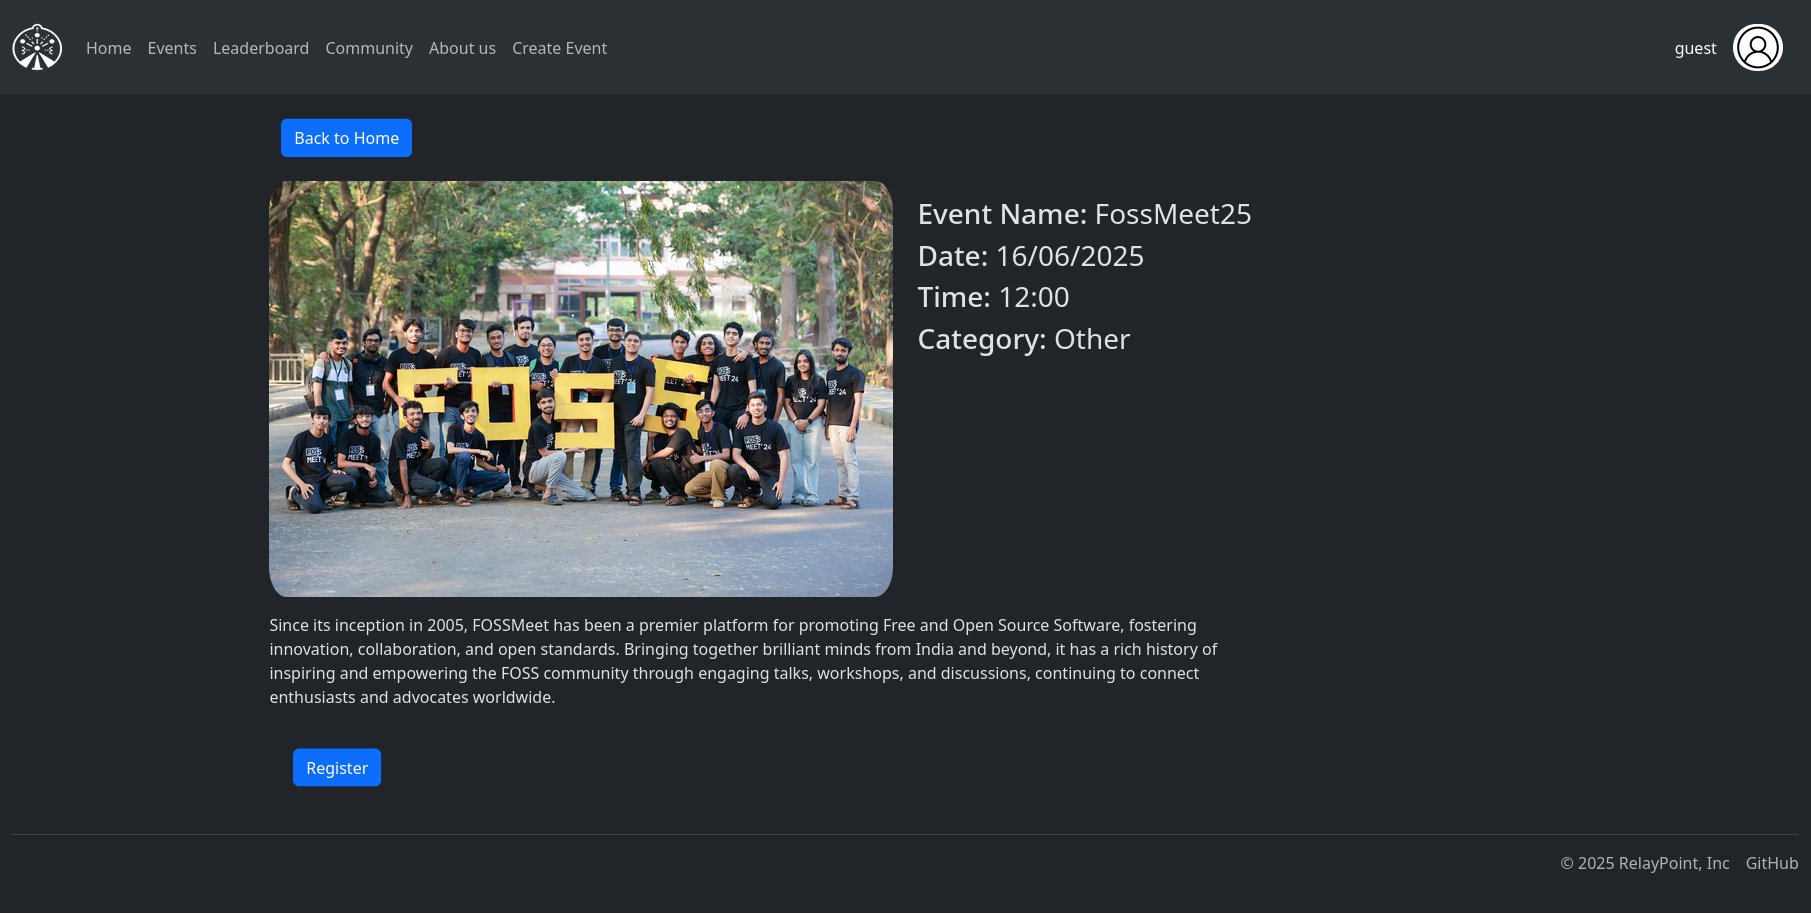 Home Events Leaderboard Community About us Create Event guest
Back to Home
Event Name: FossMeet25
Date: 16/06/2025
Time: 12:00
Category: Other
FOSS
FOSS MEET'24
Since its inception in 2005, FOSSMeet has been a premier platform for promoting Free and Open Source Software, fostering
innovation, collaboration, and open standards. Bringing together brilliant minds from India and beyond, it has a rich history of
inspiring and empowering the FOSS community through engaging talks, workshops, and discussions, continuing to connect
enthusiasts and advocates worldwide.
Register
© 2025 RelayPoint, Inc GitHub